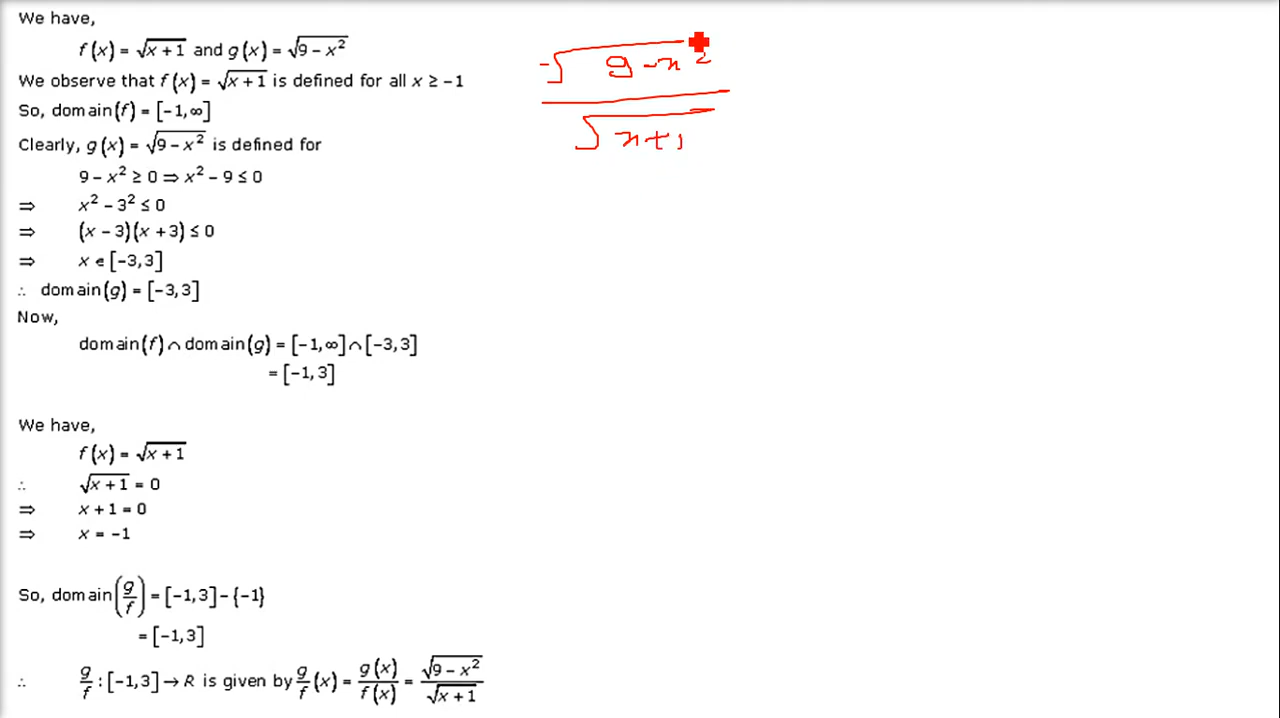 We have,
f(x) = √(x + 1) and g(x) = √(9 − x²)
We observe that f(x) = √(x + 1) is defined for all x ≥ −1
So, domain(f) = [−1, ∞]
Clearly, g(x) = √(9 − x²) is defined for
9 − x² ≥ 0 ⇒ x² − 9 ≤ 0
⇒ x² − 3² ≤ 0
⇒ (x − 3)(x + 3) ≤ 0
⇒ x ϵ [−3, 3]
∴ domain(g) = [−3, 3]
Now,
domain(f) ∩ domain(g) = [−1, ∞] ∩ [−3, 3]
= [−1, 3]
We have,
f(x) = √(x + 1)
∴ √(x + 1) = 0
⇒ x + 1 = 0
⇒ x = −1
So, domain(g/f) = [−1, 3] − {−1}
= [−1, 3]
∴ g/f : [−1, 3] → R is given by g/f (x) = g(x)/f(x) = √(9 − x²)/√(x + 1)
√(9 − x²)
√(x + 1)